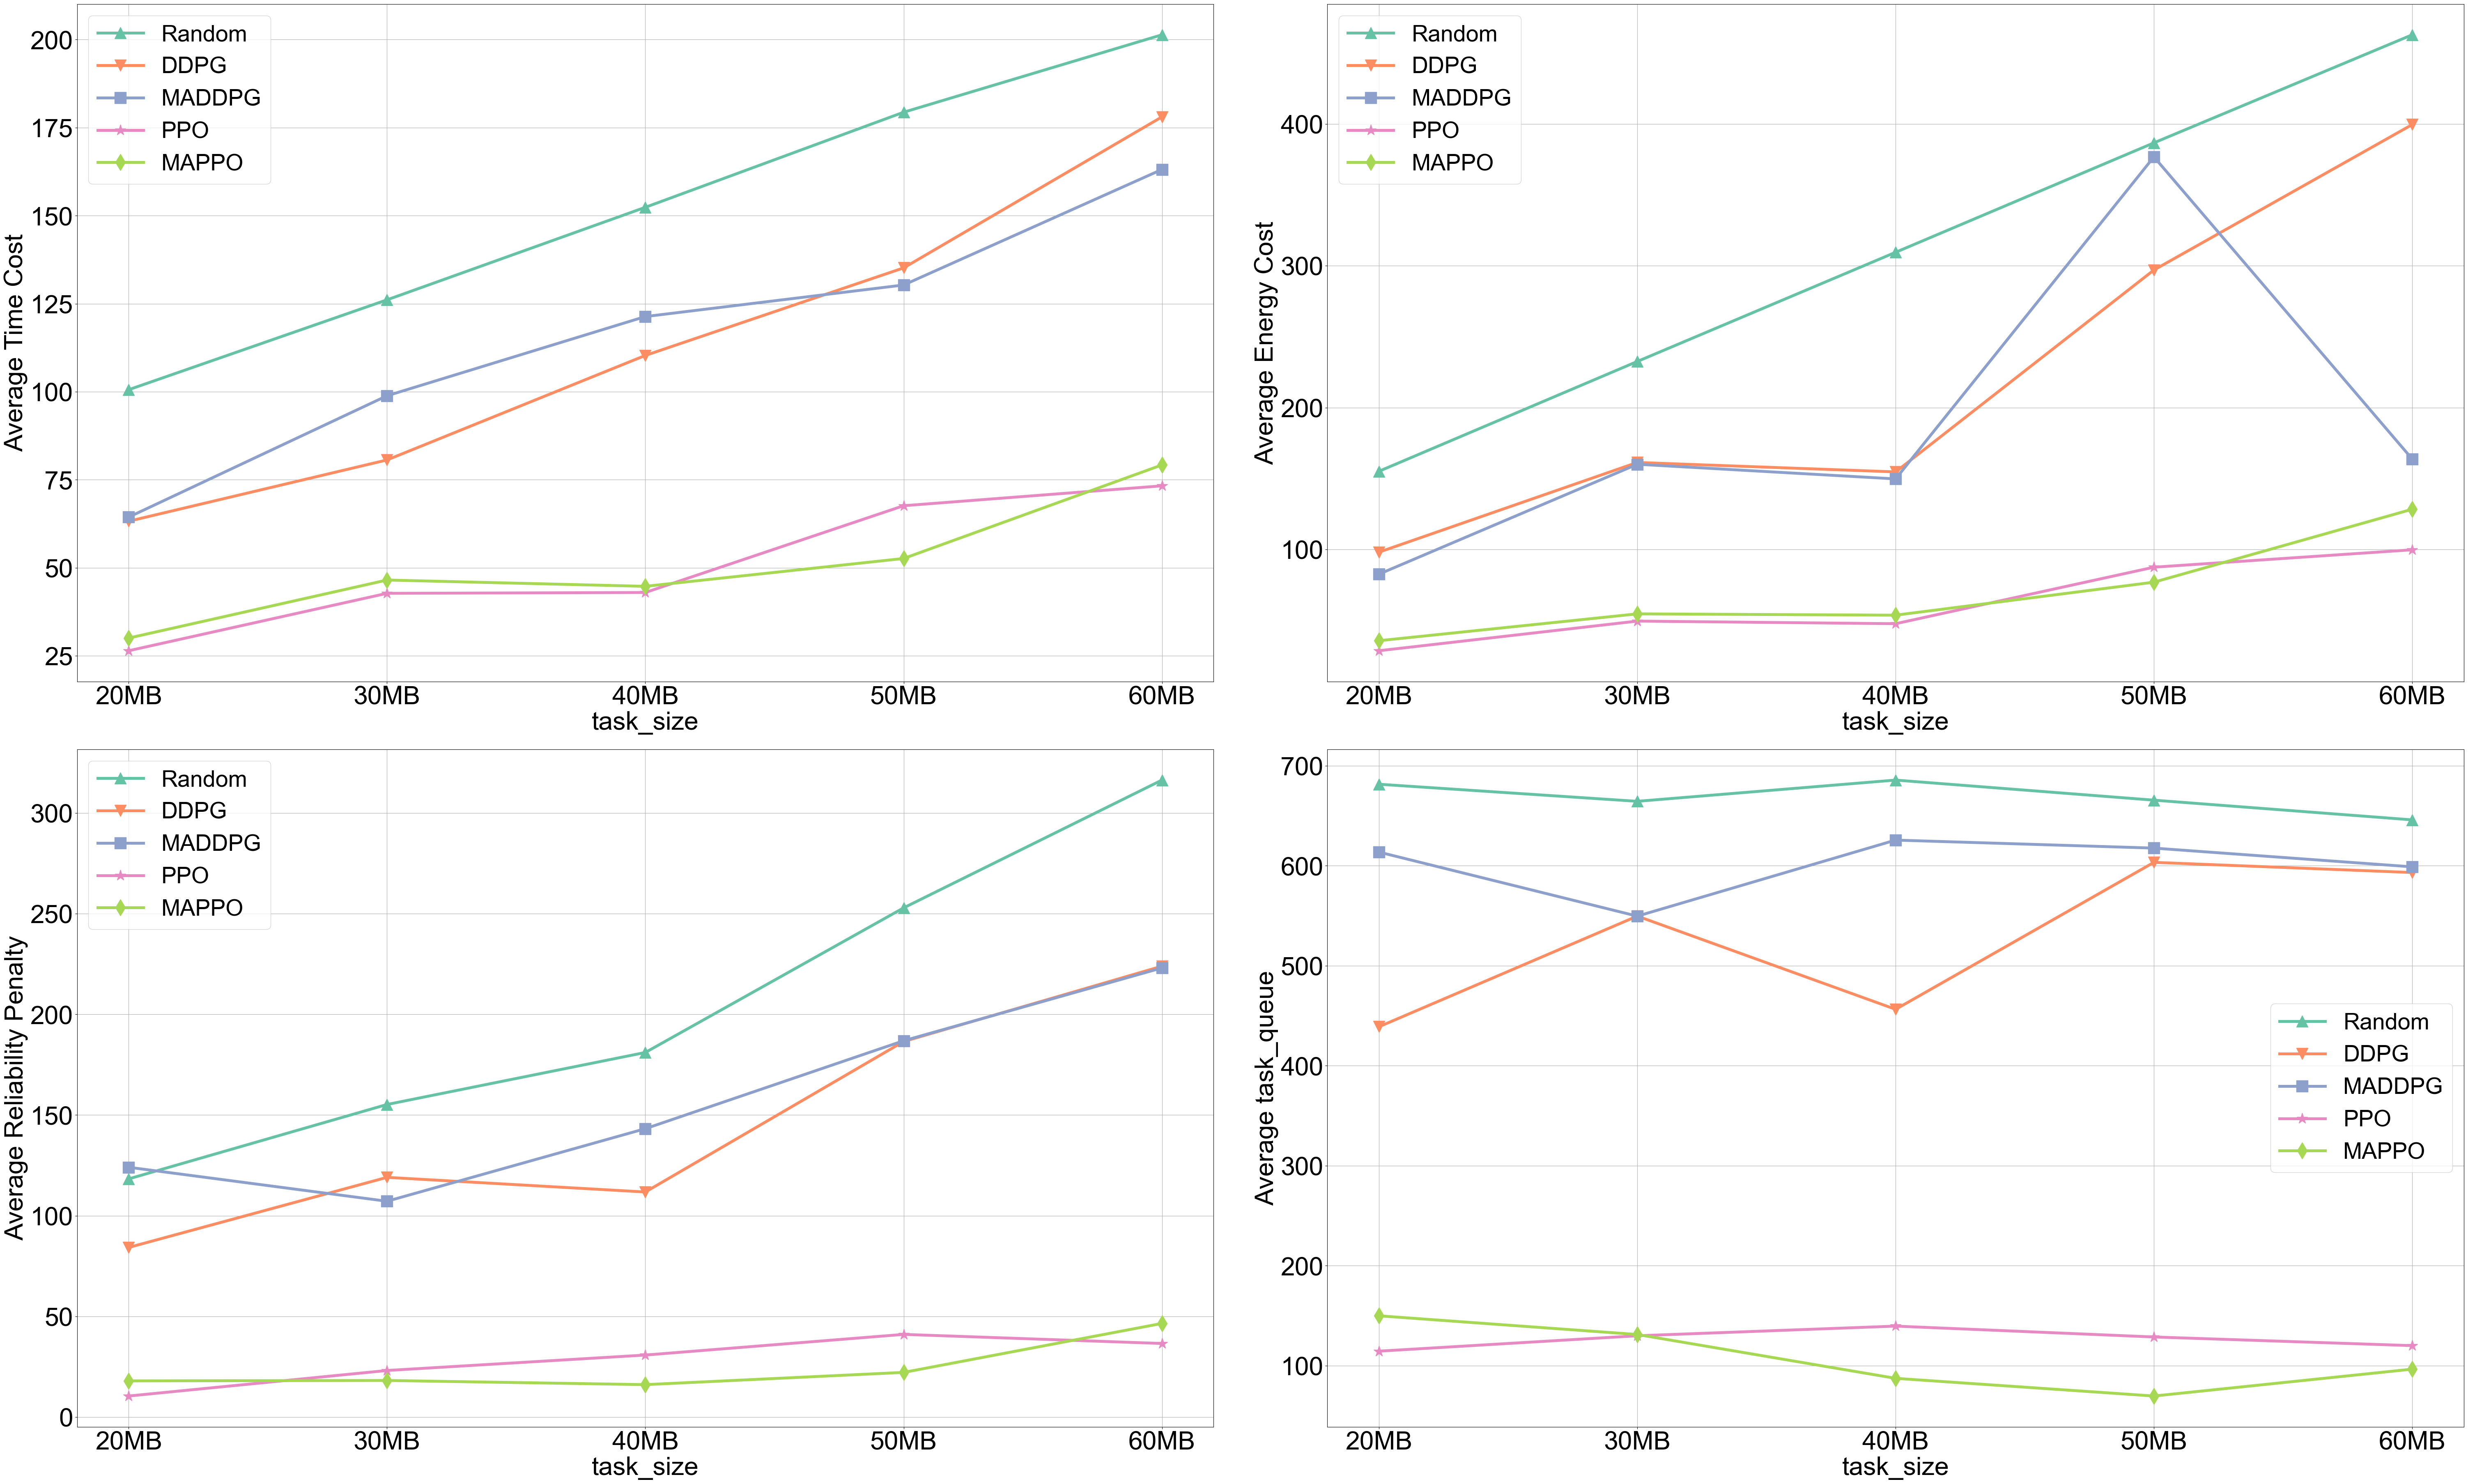 Average Time Cost
200
175
150
125
100
75
50
25
Random
DDPG
MADDPG
PPO
MAPPO
20MB 30MB 40MB 50MB 60MB
task_size
Average Energy Cost
400
300
200
100
Random
DDPG
MADDPG
PPO
MAPPO
20MB 30MB 40MB 50MB 60MB
task_size
Average Reliability Penalty
300
250
200
150
100
50
0
Random
DDPG
MADDPG
PPO
MAPPO
20MB 30MB 40MB 50MB 60MB
task_size
Average task_queue
700
600
500
400
300
200
100
Random
DDPG
MADDPG
PPO
MAPPO
20MB 30MB 40MB 50MB 60MB
task_size